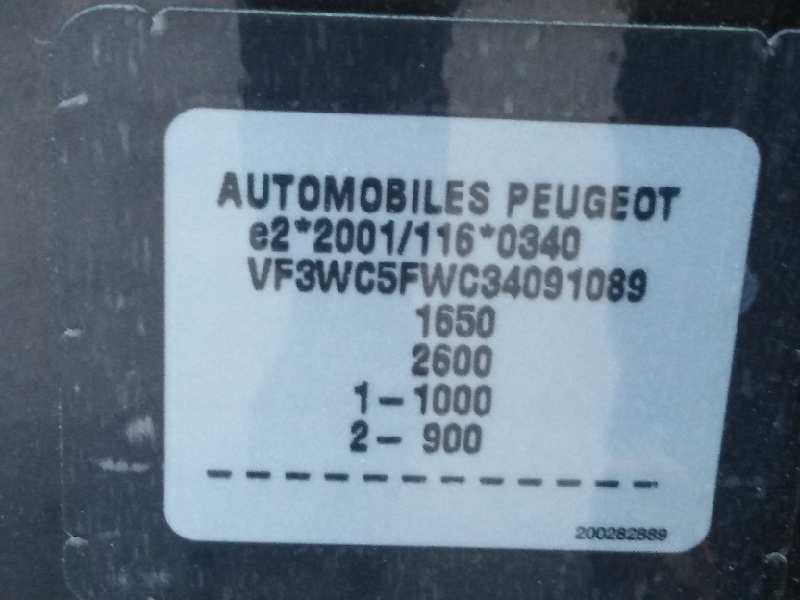 AUTOMOBILES PEUGEOT
e2*2001/116*0340
VF3WC5FWC34091089
1650
2600
1- 1000
2- 900
- - - - - - - - - - - - -
200282889